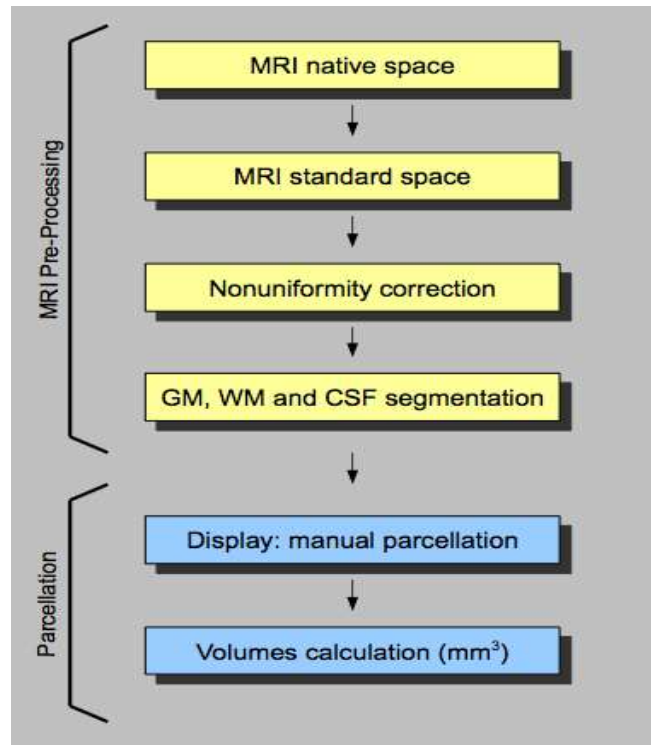 MRI Pre-Processing
MRI native space
MRI standard space
Nonuniformity correction
GM, WM and CSF segmentation
Parcellation
Display: manual parcellation
Volumes calculation (mm³)